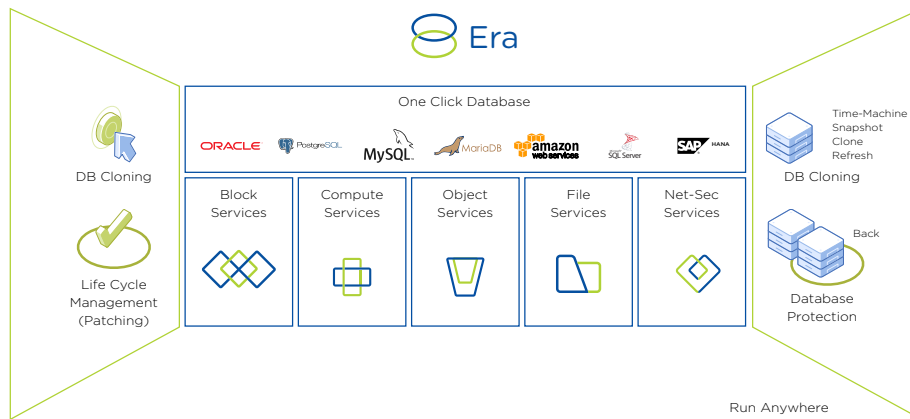 Era
One Click Database
ORACLE
PostgreSQL
MySQL
MariaDB
amazon
web services
SQL Server
SAP HANA
DB Cloning
Life Cycle
Management
(Patching)
Block
Services
Compute
Services
Object
Services
File
Services
Net-Sec
Services
Time-Machine
Snapshot
Clone
Refresh
DB Cloning
Back
Database
Protection
Run Anywhere